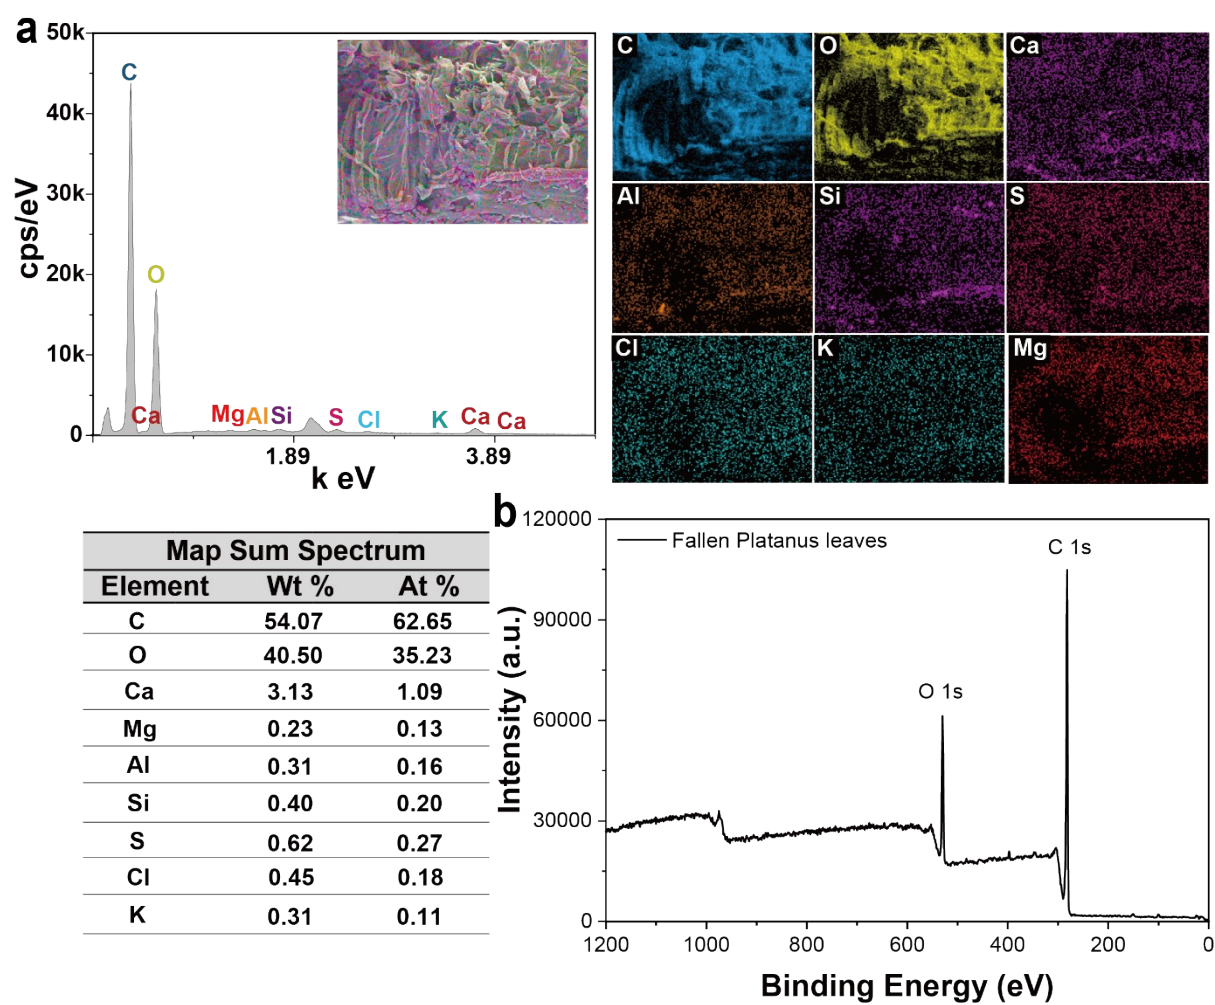 a
50k
40k
30k
20k
10k
0
cps/eV
C
O
Ca
Mg
Al
Si
S
Cl
K
Ca
Ca
1.89
3.89
k eV
C
O
Ca
Al
Si
S
Cl
K
Mg
Map Sum Spectrum
Element Wt % At %
C 54.07 62.65
O 40.50 35.23
Ca 3.13 1.09
Mg 0.23 0.13
Al 0.31 0.16
Si 0.40 0.20
S 0.62 0.27
Cl 0.45 0.18
K 0.31 0.11
b
120000
90000
60000
30000
0
Intensity (a.u.)
Fallen Platanus leaves
C 1s
O 1s
1200 1000 800 600 400 200 0
Binding Energy (eV)